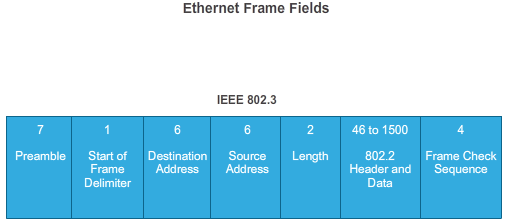 Ethernet Frame Fields
IEEE 802.3
7
Preamble
1
Start of
Frame
Delimiter
6
Destination
Address
6
Source
Address
2
Length
46 to 1500
802.2
Header and
Data
4
Frame Check
Sequence